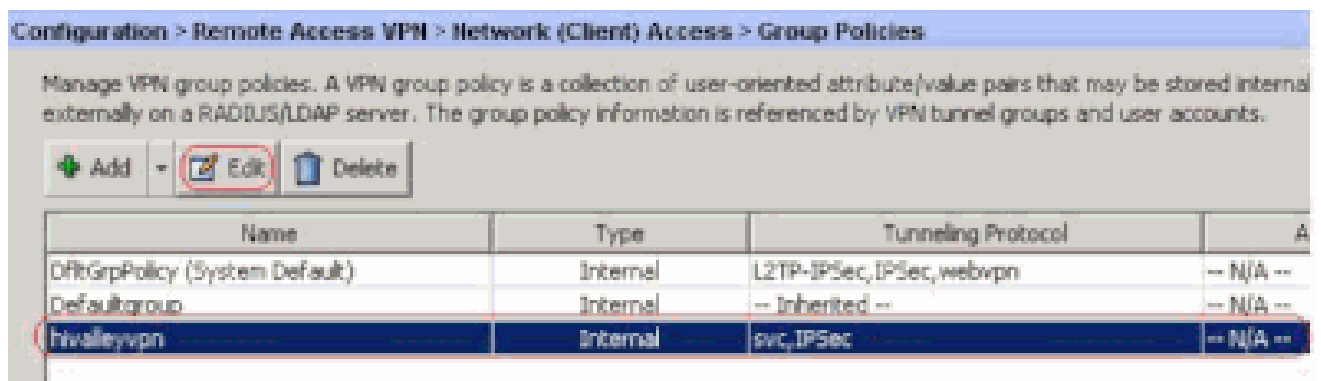 Configuration > Remote Access VPN > Network (Client) Access > Group Policies
Manage VPN group policies. A VPN group policy is a collection of user-oriented attribute/value pairs that may be stored interna
externally on a RADIUS/LDAP server. The group policy information is referenced by VPN tunnel groups and user accounts.
Add Edit Delete
Name Type Tunneling Protocol A
DfltGrpPolicy (System Default) Internal L2TP-IPSec,IPSec,webvpn -- N/A --
Defaultgroup Internal -- Inherited -- -- N/A --
hivalleyvpn Internal svc,IPSec -- N/A --